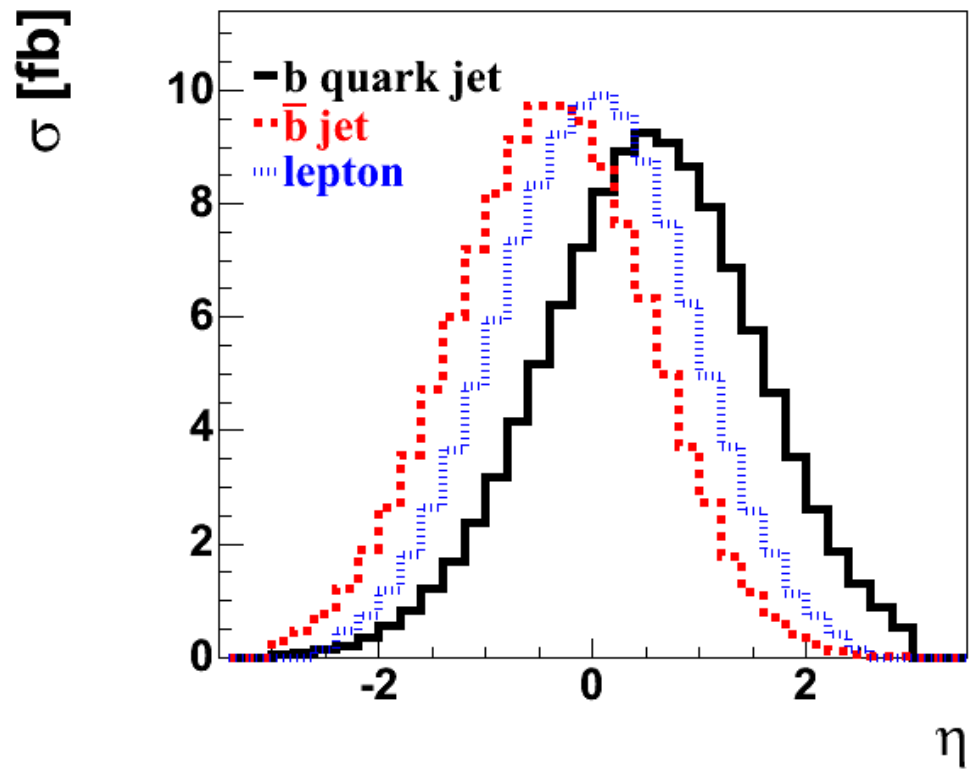 σ [fb]
b quark jet
b̅ jet
lepton
10
8
6
4
2
0
-2 0 2
η